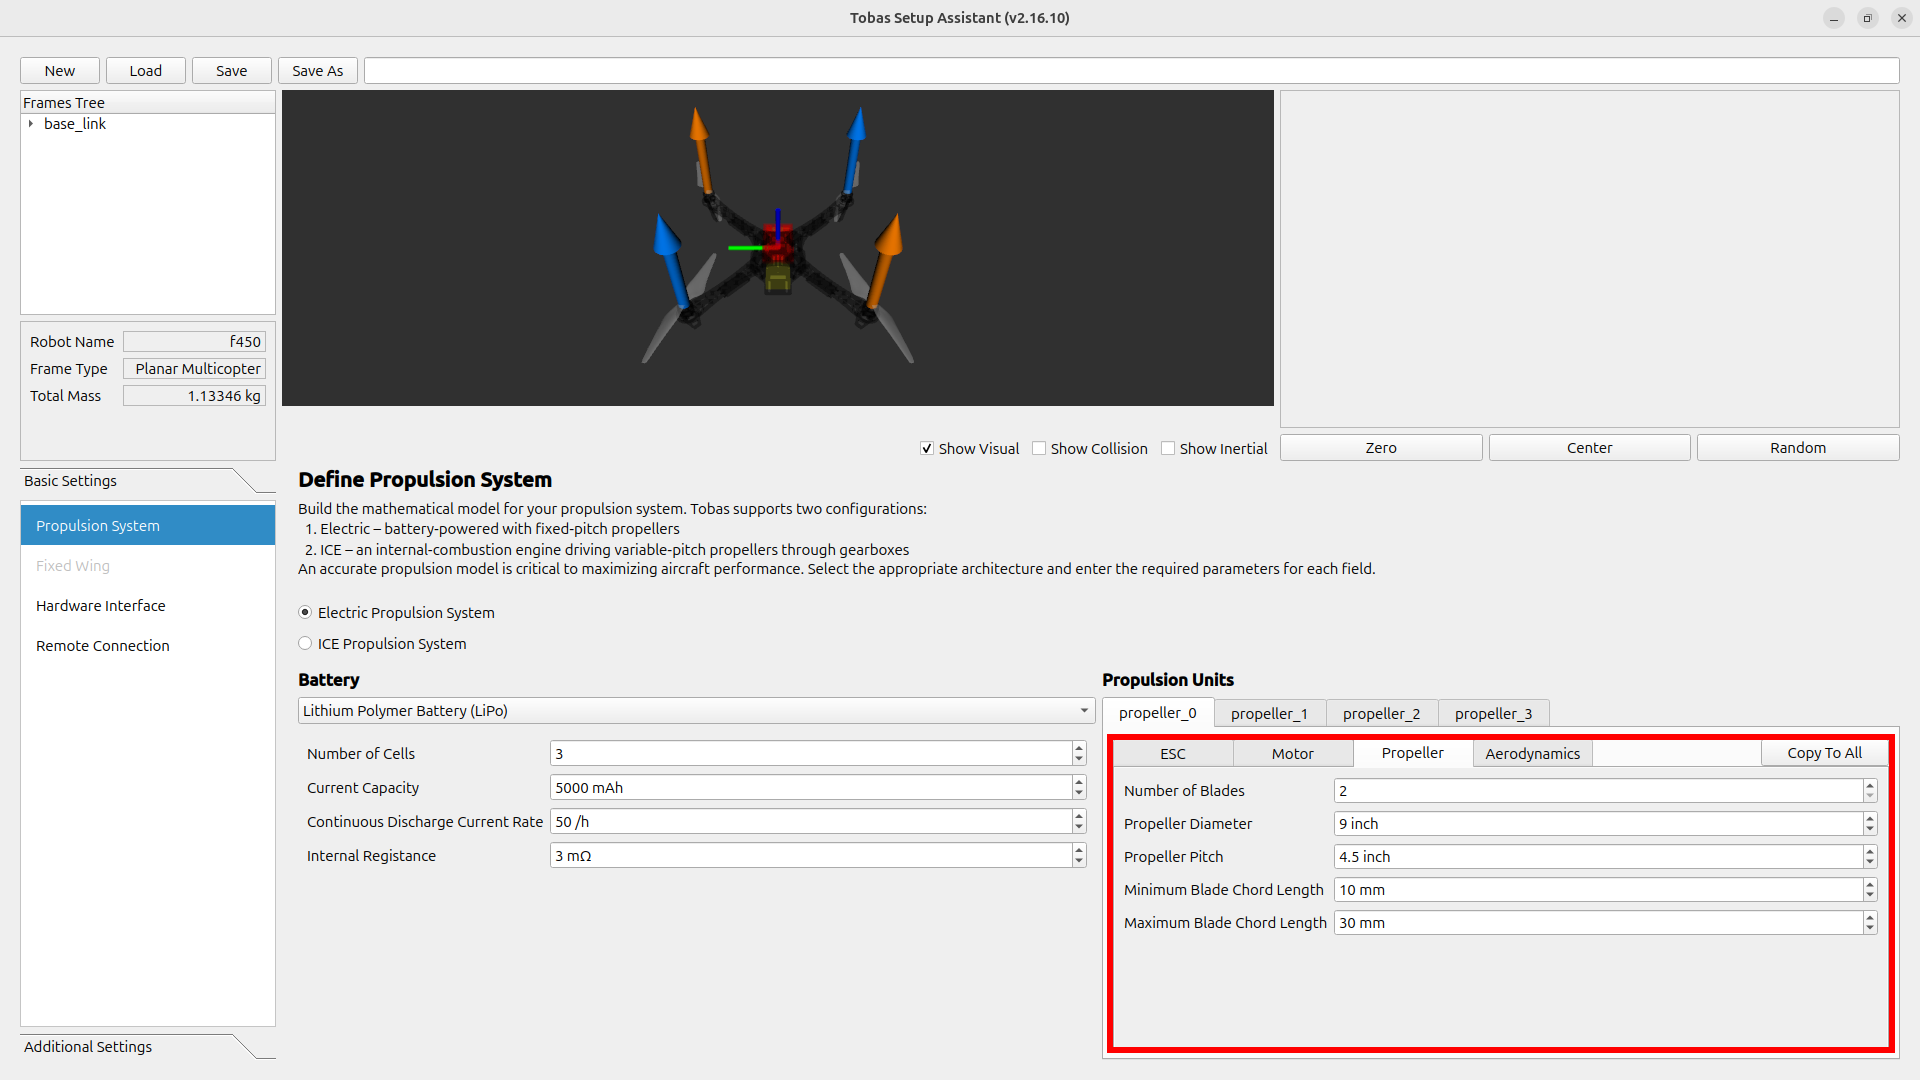 Tobas Setup Assistant (v2.16.10)
New
Load
Save
Save As
Frames Tree
base_link
Robot Name
f450
Frame Type
Planar Multicopter
Total Mass
1.13346 kg
Show Visual
Show Collision
Show Inertial
Zero
Center
Random
Basic Settings
Propulsion System
Fixed Wing
Hardware Interface
Remote Connection
Additional Settings
Define Propulsion System
Build the mathematical model for your propulsion system. Tobas supports two configurations:
1. Electric – battery-powered with fixed-pitch propellers
2. ICE – an internal-combustion engine driving variable-pitch propellers through gearboxes
An accurate propulsion model is critical to maximizing aircraft performance. Select the appropriate architecture and enter the required parameters for each field.
Electric Propulsion System
ICE Propulsion System
Battery
Lithium Polymer Battery (LiPo)
Number of Cells
3
Current Capacity
5000 mAh
Continuous Discharge Current Rate
50 /h
Internal Registance
3 mΩ
Propulsion Units
propeller_0
propeller_1
propeller_2
propeller_3
ESC
Motor
Propeller
Aerodynamics
Copy To All
Number of Blades
2
Propeller Diameter
9 inch
Propeller Pitch
4.5 inch
Minimum Blade Chord Length
10 mm
Maximum Blade Chord Length
30 mm